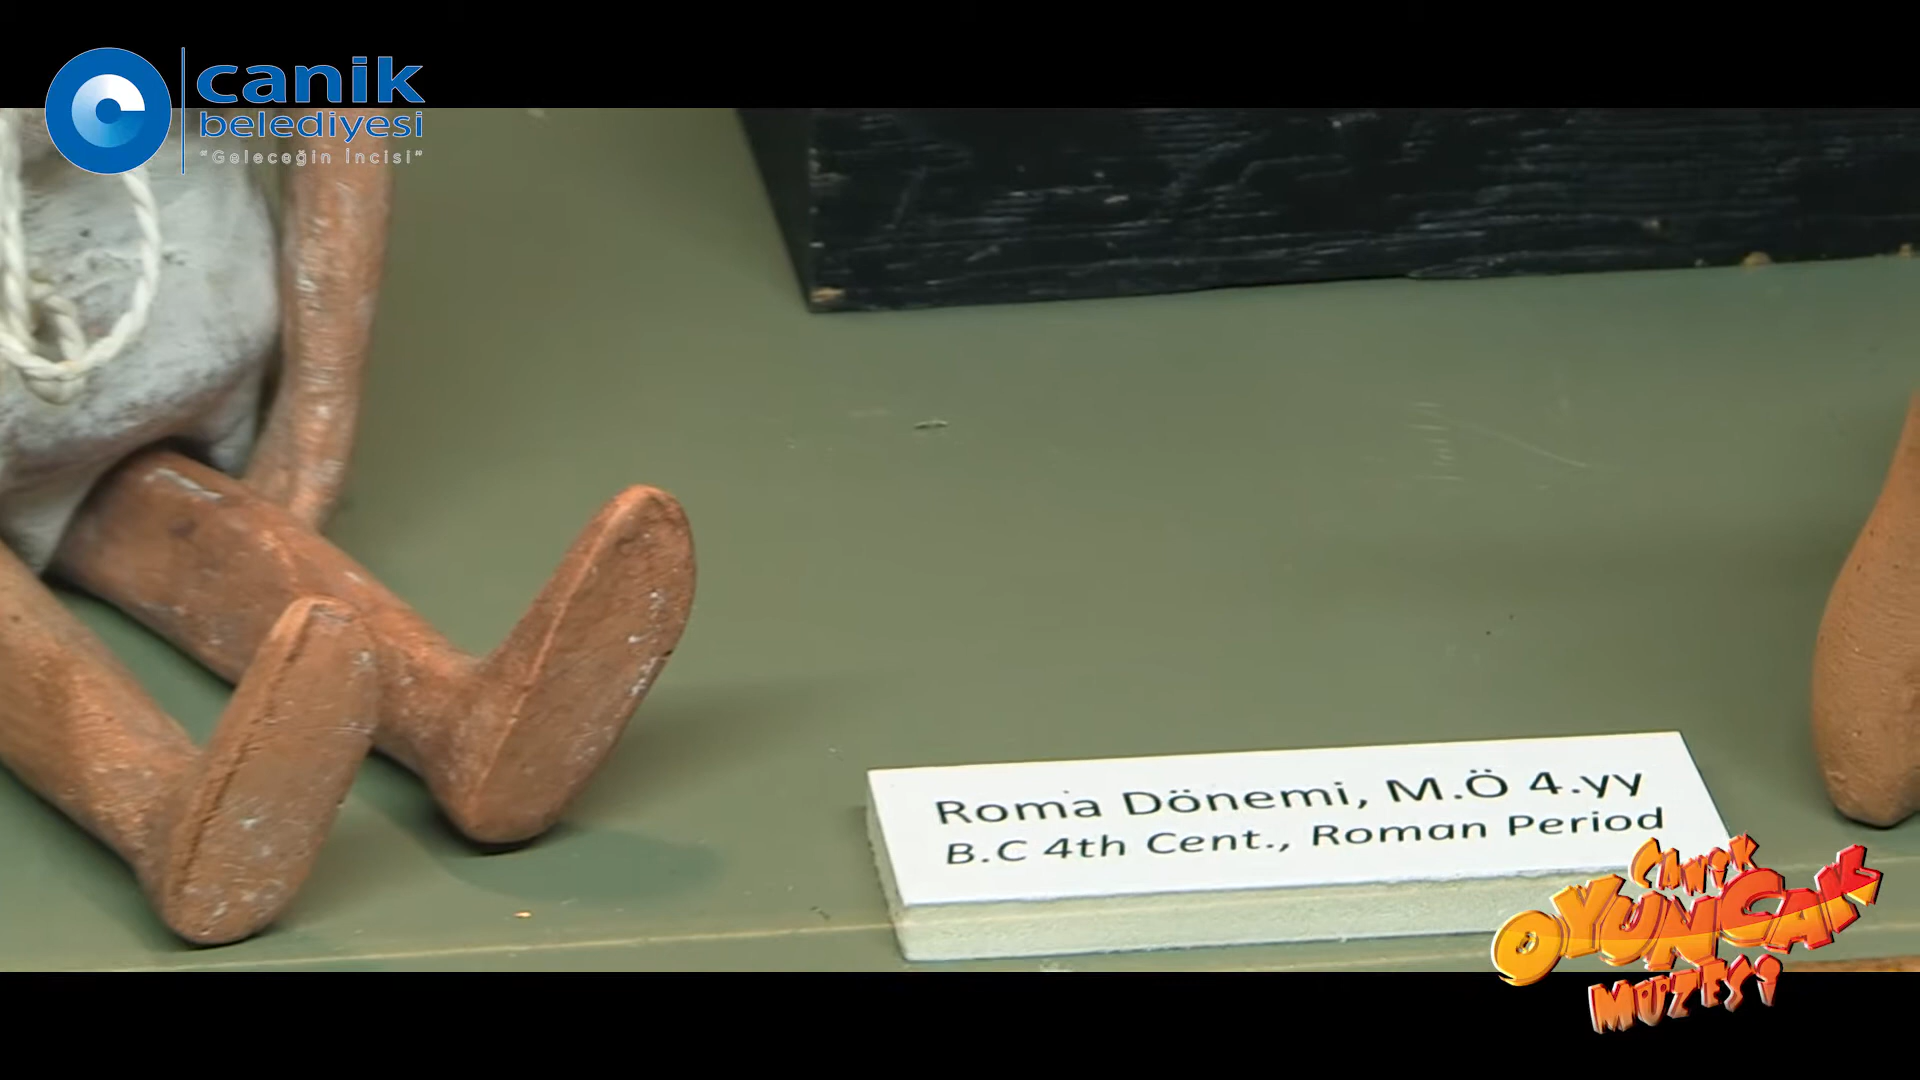 canik
belediyesi
"Geleceğin İncisi"
Roma Dönemi, M.Ö 4.yy
B.C 4th Cent., Roman Period
CANiK
OYUNCAK
MÜZESİ